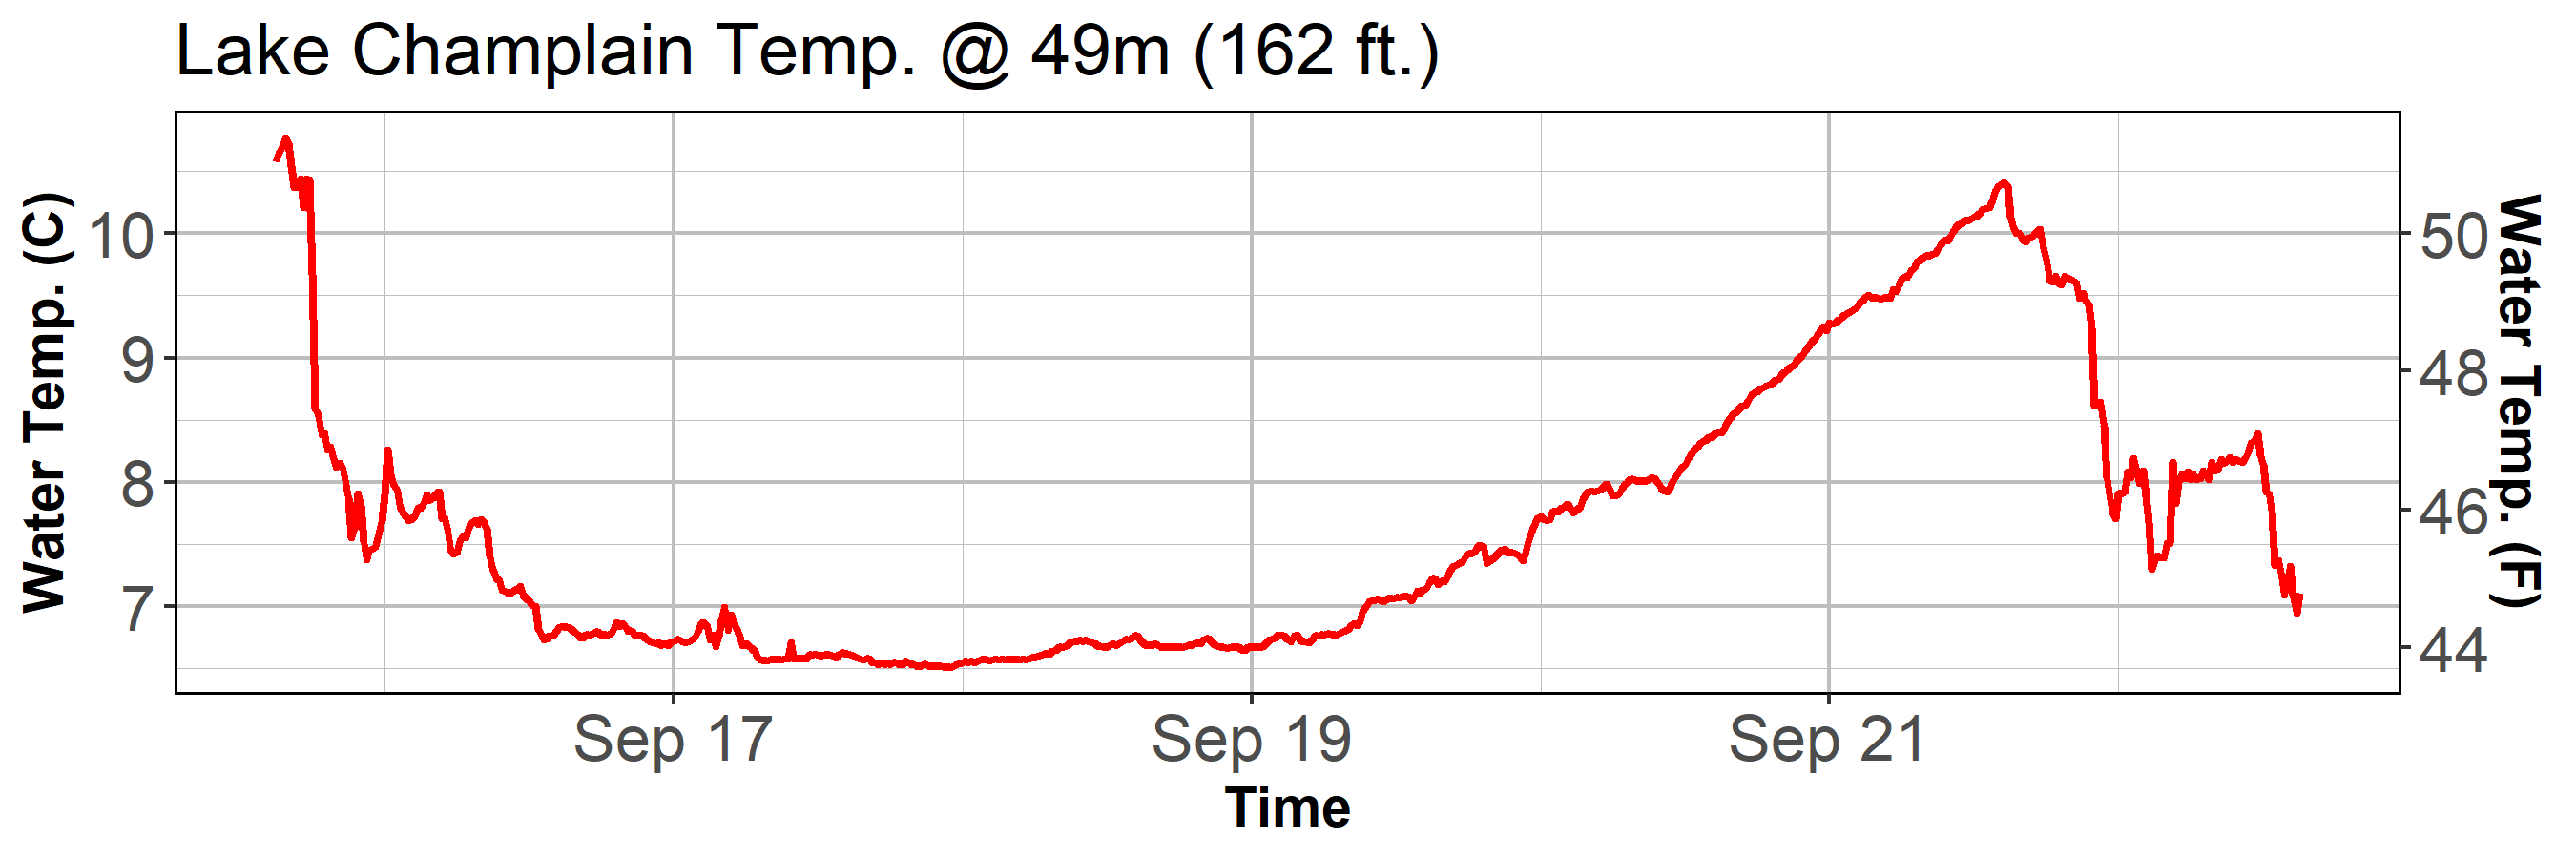 Lake Champlain Temp. @ 49m (162 ft.)
Water Temp. (C)
10
9
8
7
50
48
46
44
Water Temp. (F)
Sep 17
Sep 19
Sep 21
Time